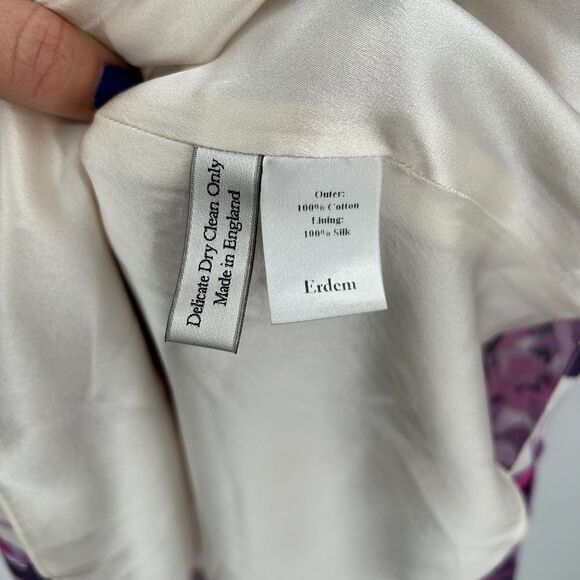 Delicate Dry Clean Only
Made in England
Outer:
100% Cotton
Lining:
100% Silk
Erdem